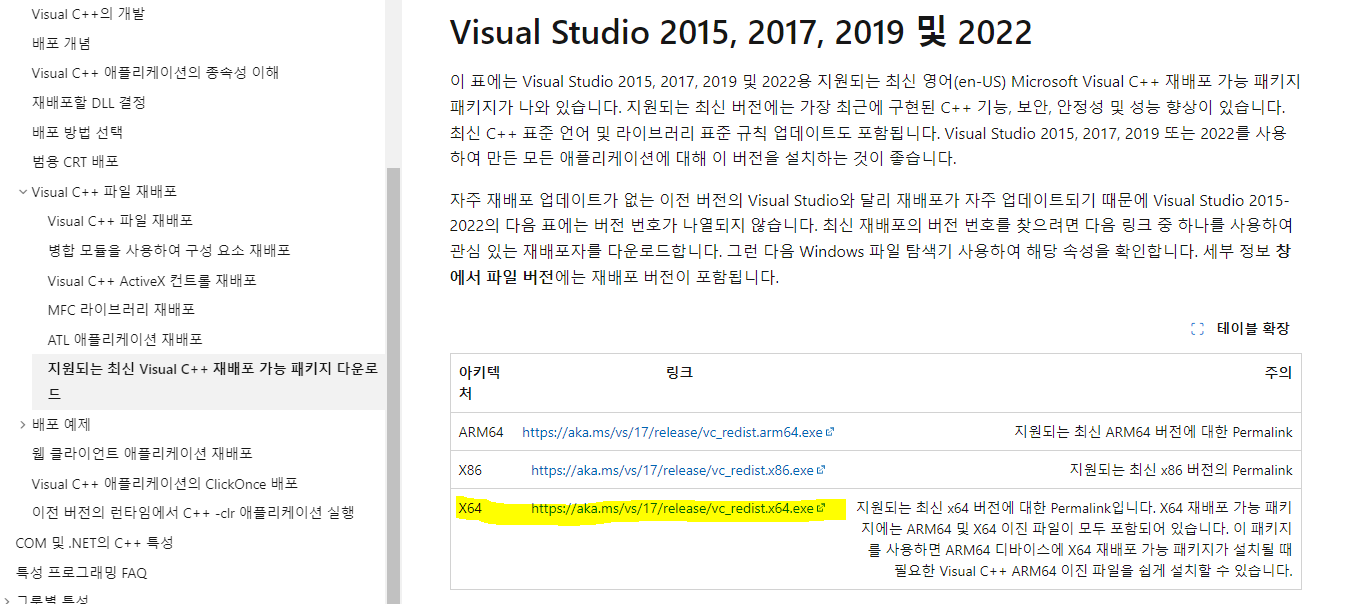 Visual C++의 개발
배포 개념
Visual C++ 애플리케이션의 종속성 이해
재배포할 DLL 결정
배포 방법 선택
범용 CRT 배포
Visual C++ 파일 재배포
Visual C++ 파일 재배포
병합 모듈을 사용하여 구성 요소 재배포
Visual C++ ActiveX 컨트롤 재배포
MFC 라이브러리 재배포
ATL 애플리케이션 재배포
지원되는 최신 Visual C++ 재배포 가능 패키지 다운로
드
배포 예제
웹 클라이언트 애플리케이션 재배포
Visual C++ 애플리케이션의 ClickOnce 배포
이전 버전의 런타임에서 C++ -clr 애플리케이션 실행
COM 및 .NET의 C++ 특성
특성 프로그래밍 FAQ
그룹별 특성
Visual Studio 2015, 2017, 2019 및 2022
이 표에는 Visual Studio 2015, 2017, 2019 및 2022용 지원되는 최신 영어(en-US) Microsoft Visual C++ 재배포 가능 패키지
패키지가 나와 있습니다. 지원되는 최신 버전에는 가장 최근에 구현된 C++ 기능, 보안, 안정성 및 성능 향상이 있습니다.
최신 C++ 표준 언어 및 라이브러리 표준 규칙 업데이트도 포함됩니다. Visual Studio 2015, 2017, 2019 또는 2022를 사용
하여 만든 모든 애플리케이션에 대해 이 버전을 설치하는 것이 좋습니다.
자주 재배포 업데이트가 없는 이전 버전의 Visual Studio와 달리 재배포가 자주 업데이트되기 때문에 Visual Studio 2015-
2022의 다음 표에는 버전 번호가 나열되지 않습니다. 최신 재배포의 버전 번호를 찾으려면 다음 링크 중 하나를 사용하여
관심 있는 재배포자를 다운로드합니다. 그런 다음 Windows 파일 탐색기 사용하여 해당 속성을 확인합니다. 세부 정보 창
에서 파일 버전에는 재배포 버전이 포함됩니다.
테이블 확장
아키텍 링크 주의
처
ARM64 https://aka.ms/vs/17/release/vc_redist.arm64.exe 지원되는 최신 ARM64 버전에 대한 Permalink
X86 https://aka.ms/vs/17/release/vc_redist.x86.exe 지원되는 최신 x86 버전의 Permalink
X64 https://aka.ms/vs/17/release/vc_redist.x64.exe 지원되는 최신 x64 버전에 대한 Permalink입니다. X64 재배포 가능 패키
지에는 ARM64 및 X64 이진 파일이 모두 포함되어 있습니다. 이 패키지
를 사용하면 ARM64 디바이스에 X64 재배포 가능 패키지가 설치될 때
필요한 Visual C++ ARM64 이진 파일을 쉽게 설치할 수 있습니다.